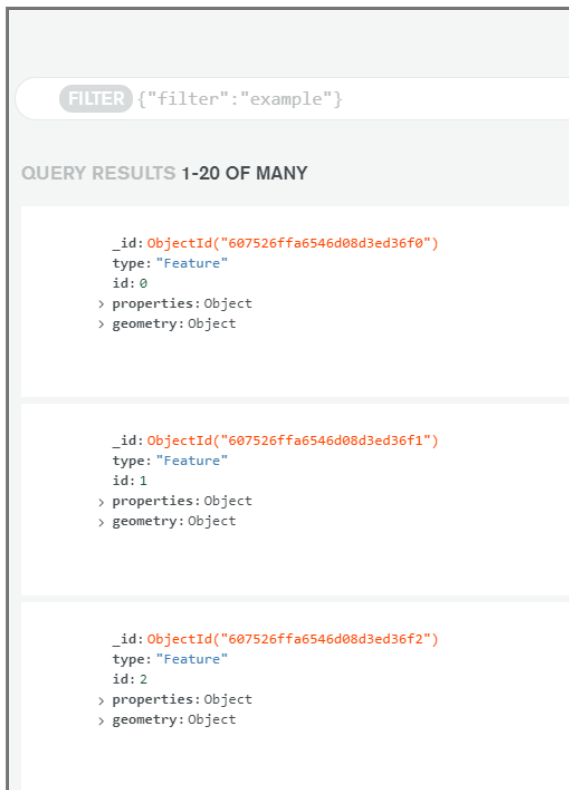 FILTER {"filter":"example"}
QUERY RESULTS 1-20 OF MANY
_id: ObjectId("607526ffa6546d08d3ed36f0")
type: "Feature"
id: 0
> properties: Object
> geometry: Object
_id: ObjectId("607526ffa6546d08d3ed36f1")
type: "Feature"
id: 1
> properties: Object
> geometry: Object
_id: ObjectId("607526ffa6546d08d3ed36f2")
type: "Feature"
id: 2
> properties: Object
> geometry: Object